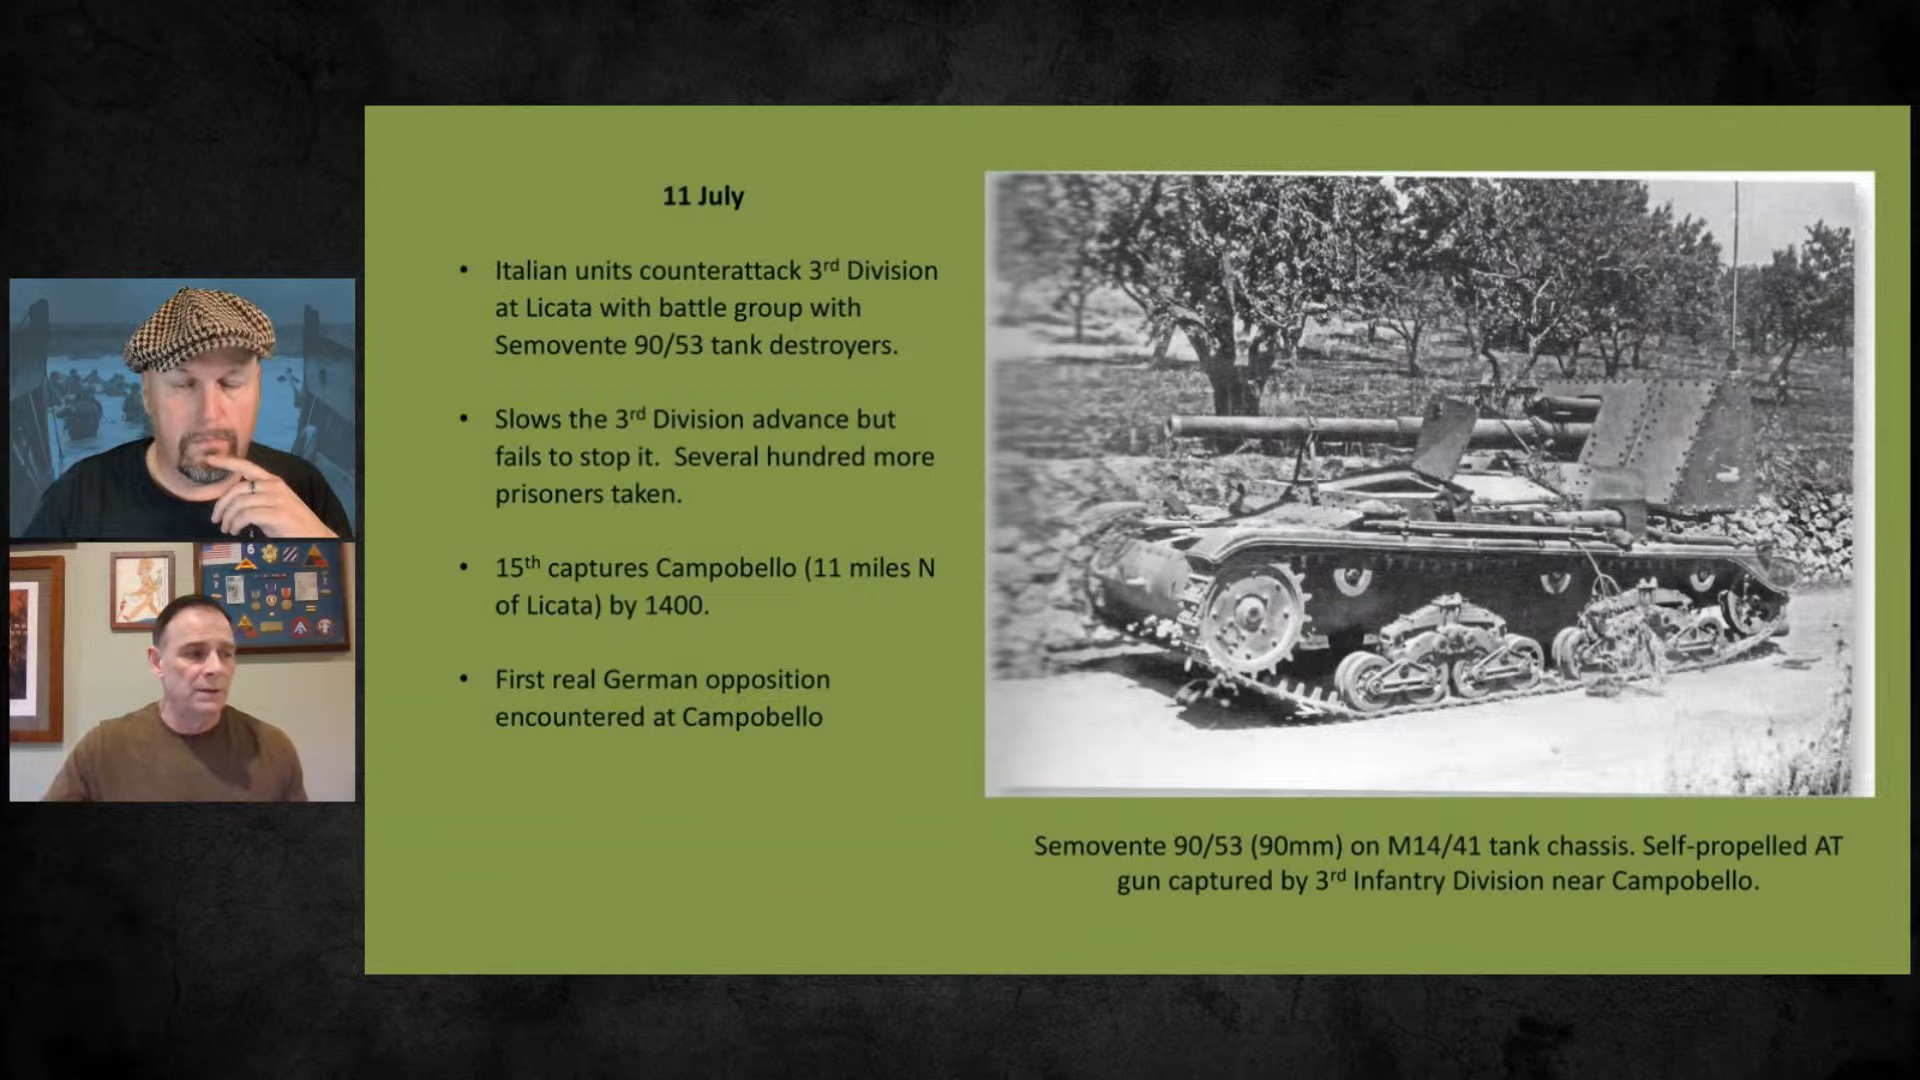 11 July
• Italian units counterattack 3rd Division
at Licata with battle group with
Semovente 90/53 tank destroyers.
• Slows the 3rd Division advance but
fails to stop it. Several hundred more
prisoners taken.
• 15th captures Campobello (11 miles N
of Licata) by 1400.
• First real German opposition
encountered at Campobello
Semovente 90/53 (90mm) on M14/41 tank chassis. Self-propelled AT
gun captured by 3rd Infantry Division near Campobello.